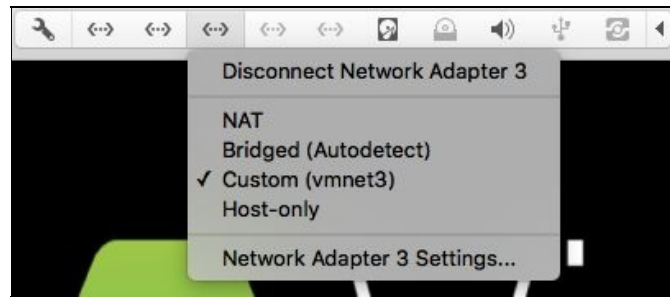 Disconnect Network Adapter 3
NAT
Bridged (Autodetect)
✓ Custom (vmnet3)
Host-only
Network Adapter 3 Settings...